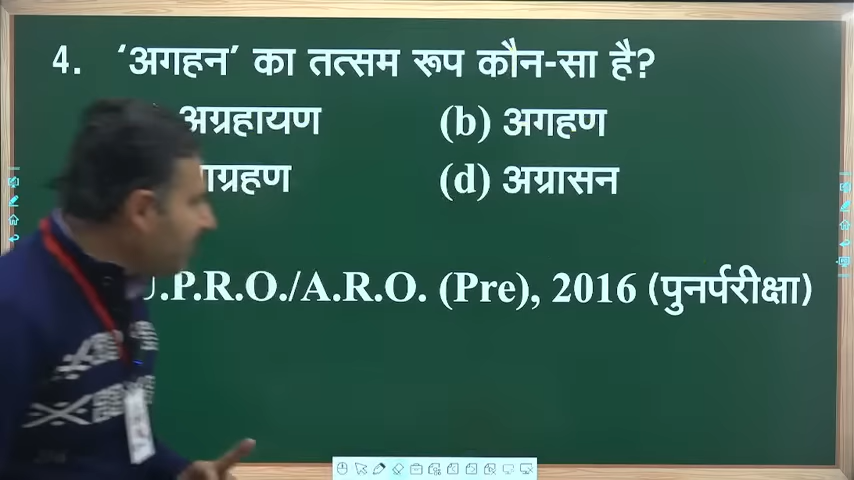 4. ‘अगहन’ का तत्सम रूप कौन-सा है?
अग्रहायण (b) अगहण
(d) अग्रासन
.P.R.O./A.R.O. (Pre), 2016 (पुनर्परीक्षा)